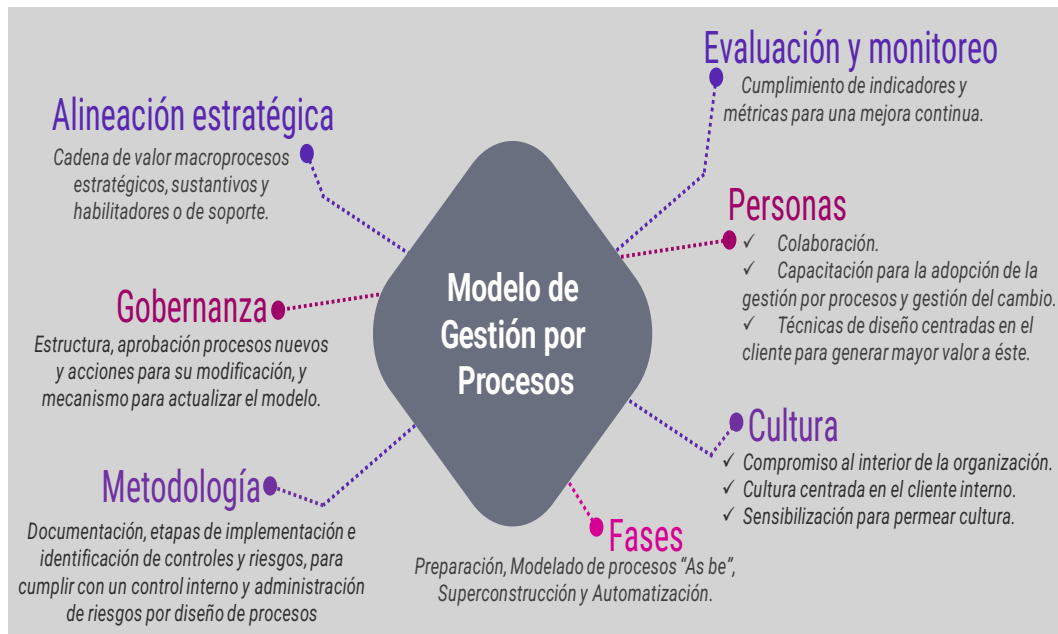 Evaluación y monitoreo
Cumplimiento de indicadores y
métricas para una mejora continua.
Alineación estratégica
Cadena de valor macroprocesos
estratégicos, sustantivos y
habilitadores o de soporte.
Personas
✓ Colaboración.
✓ Capacitación para la adopción de la
gestión por procesos y gestión del cambio.
✓ Técnicas de diseño centradas en el
cliente para generar mayor valor a éste.
Modelo de
Gestión por
Procesos
Gobernanza
Estructura, aprobación procesos nuevos
y acciones para su modificación, y
mecanismo para actualizar el modelo.
Cultura
✓ Compromiso al interior de la organización.
✓ Cultura centrada en el cliente interno.
✓ Sensibilización para permear cultura.
Metodología
Documentación, etapas de implementación e
identificación de controles y riesgos, para
cumplir con un control interno y administración
de riesgos por diseño de procesos
Fases
Preparación, Modelado de procesos “As be”,
Superconstrucción y Automatización.